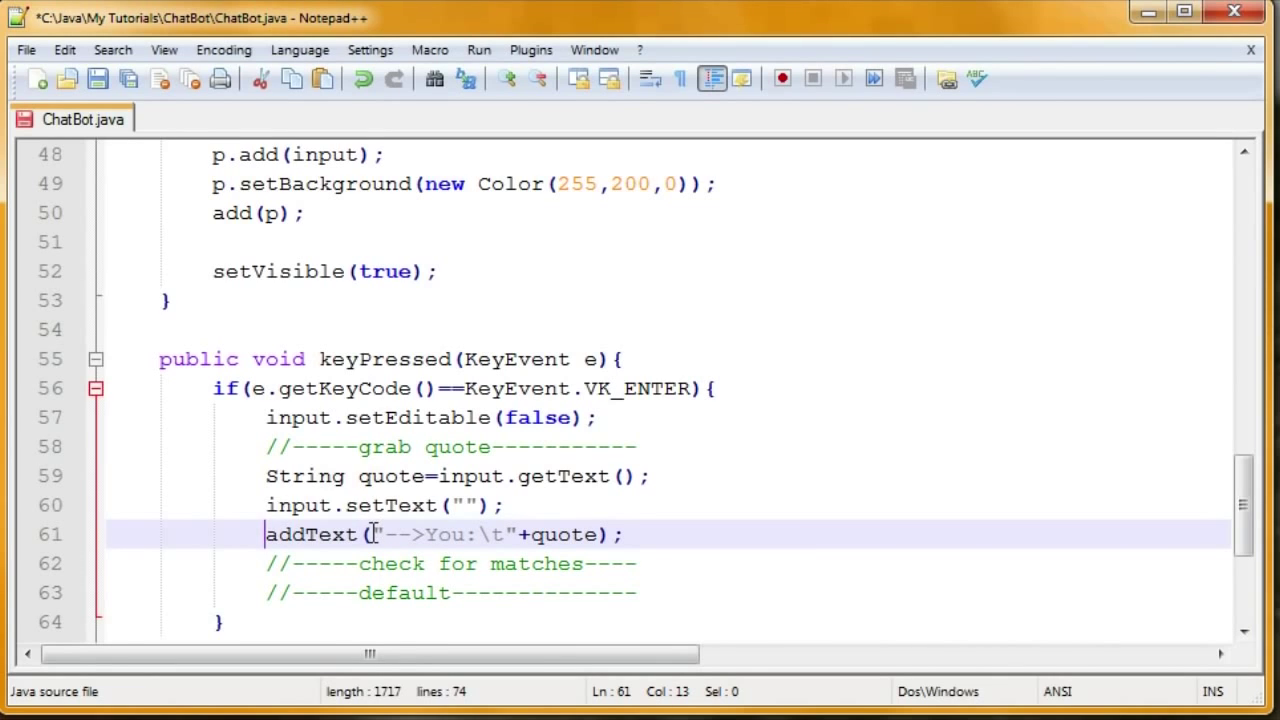 *C:\Java\My Tutorials\ChatBot\ChatBot.java - Notepad++
File Edit Search View Encoding Language Settings Macro Run Plugins Window ? X
ABC
ChatBot.java
48 p.add(input);
49 p.setBackground(new Color(255,200,0));
50 add(p);
51
52 setVisible(true);
53 }
54
55 public void keyPressed(KeyEvent e){
56 if(e.getKeyCode()==KeyEvent.VK_ENTER){
57 input.setEditable(false);
58 //-----grab quote-----------
59 String quote=input.getText();
60 input.setText("");
61 addText("-->You:\t"+quote);
62 //-----check for matches----
63 //-----default--------------
64 }
Java source file length : 1717 lines : 74 Ln : 61 Col : 13 Sel : 0 Dos\Windows ANSI INS